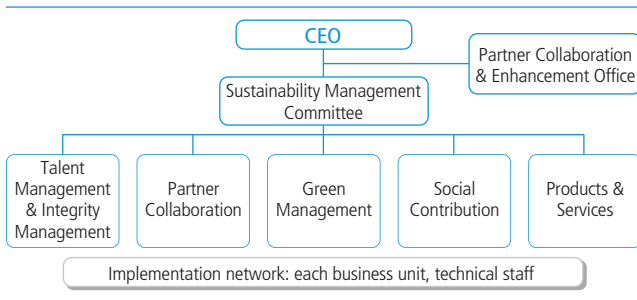 CEO
Partner Collaboration
& Enhancement Office
Sustainability Management
Committee
Talent
Management
& Integrity
Management
Partner
Collaboration
Green
Management
Social
Contribution
Products &
Services
Implementation network: each business unit, technical staff